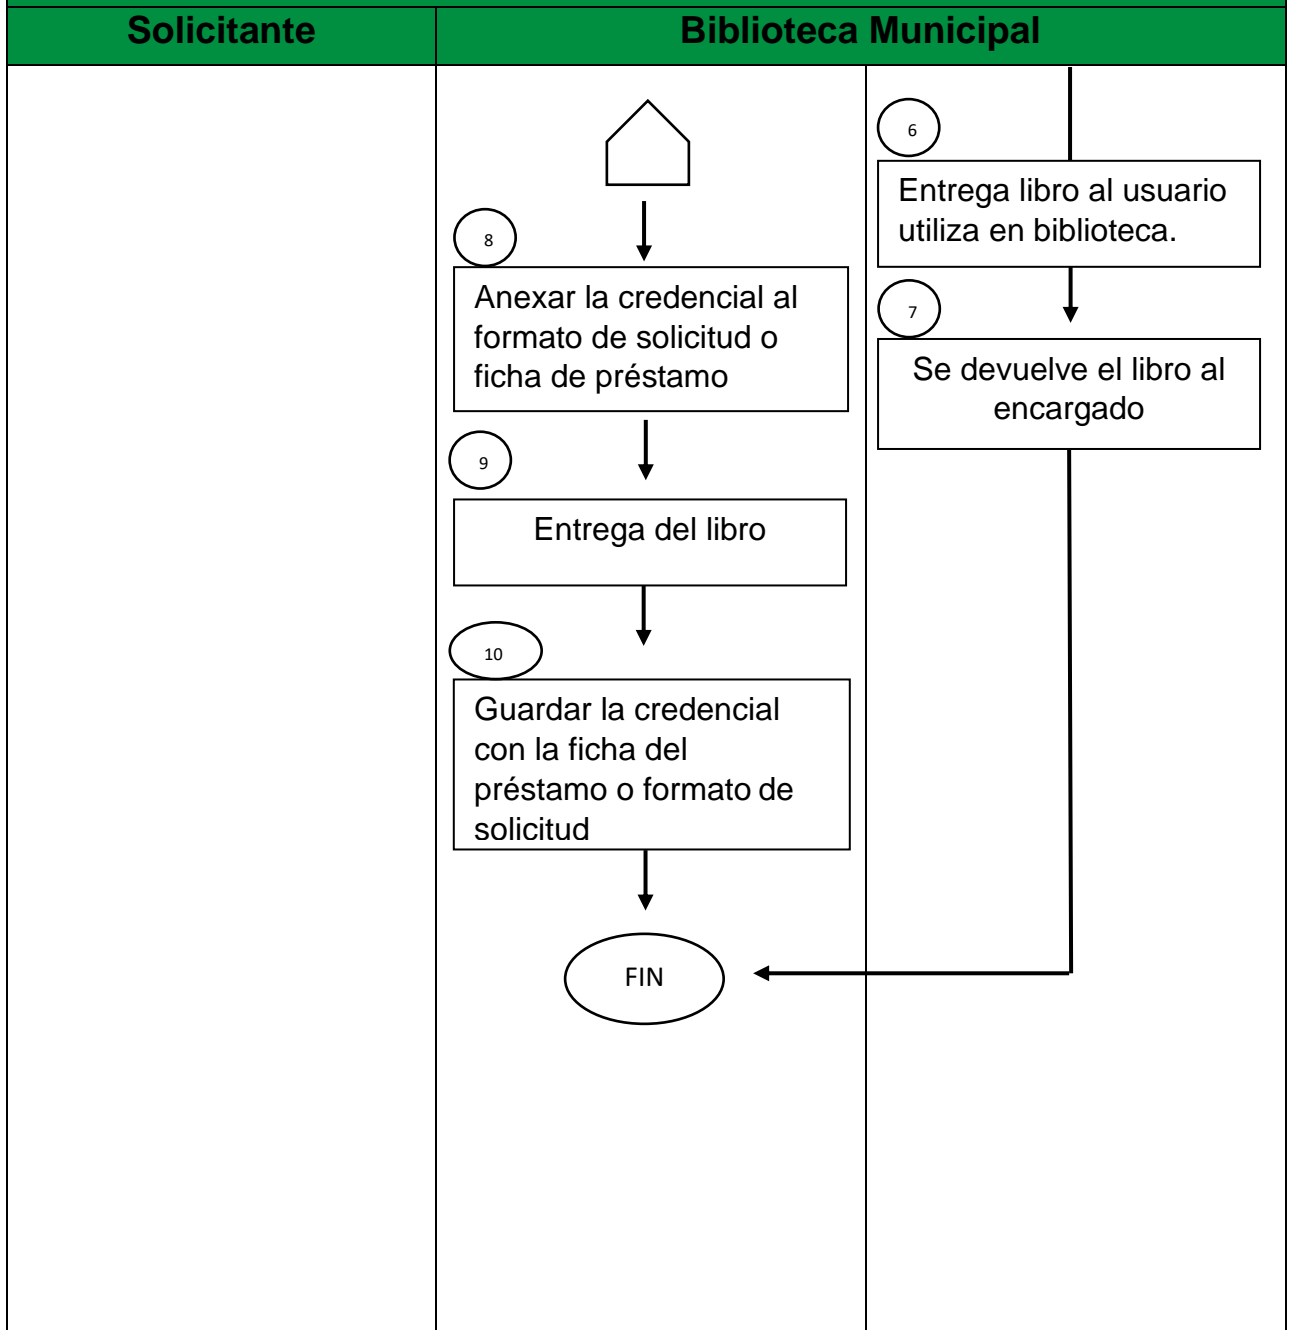 Solicitante
Biblioteca Municipal
8
Anexar la credencial al
formato de solicitud o
ficha de préstamo
9
Entrega del libro
10
Guardar la credencial
con la ficha del
préstamo o formato de
solicitud
FIN
6
Entrega libro al usuario
utiliza en biblioteca.
7
Se devuelve el libro al
encargado